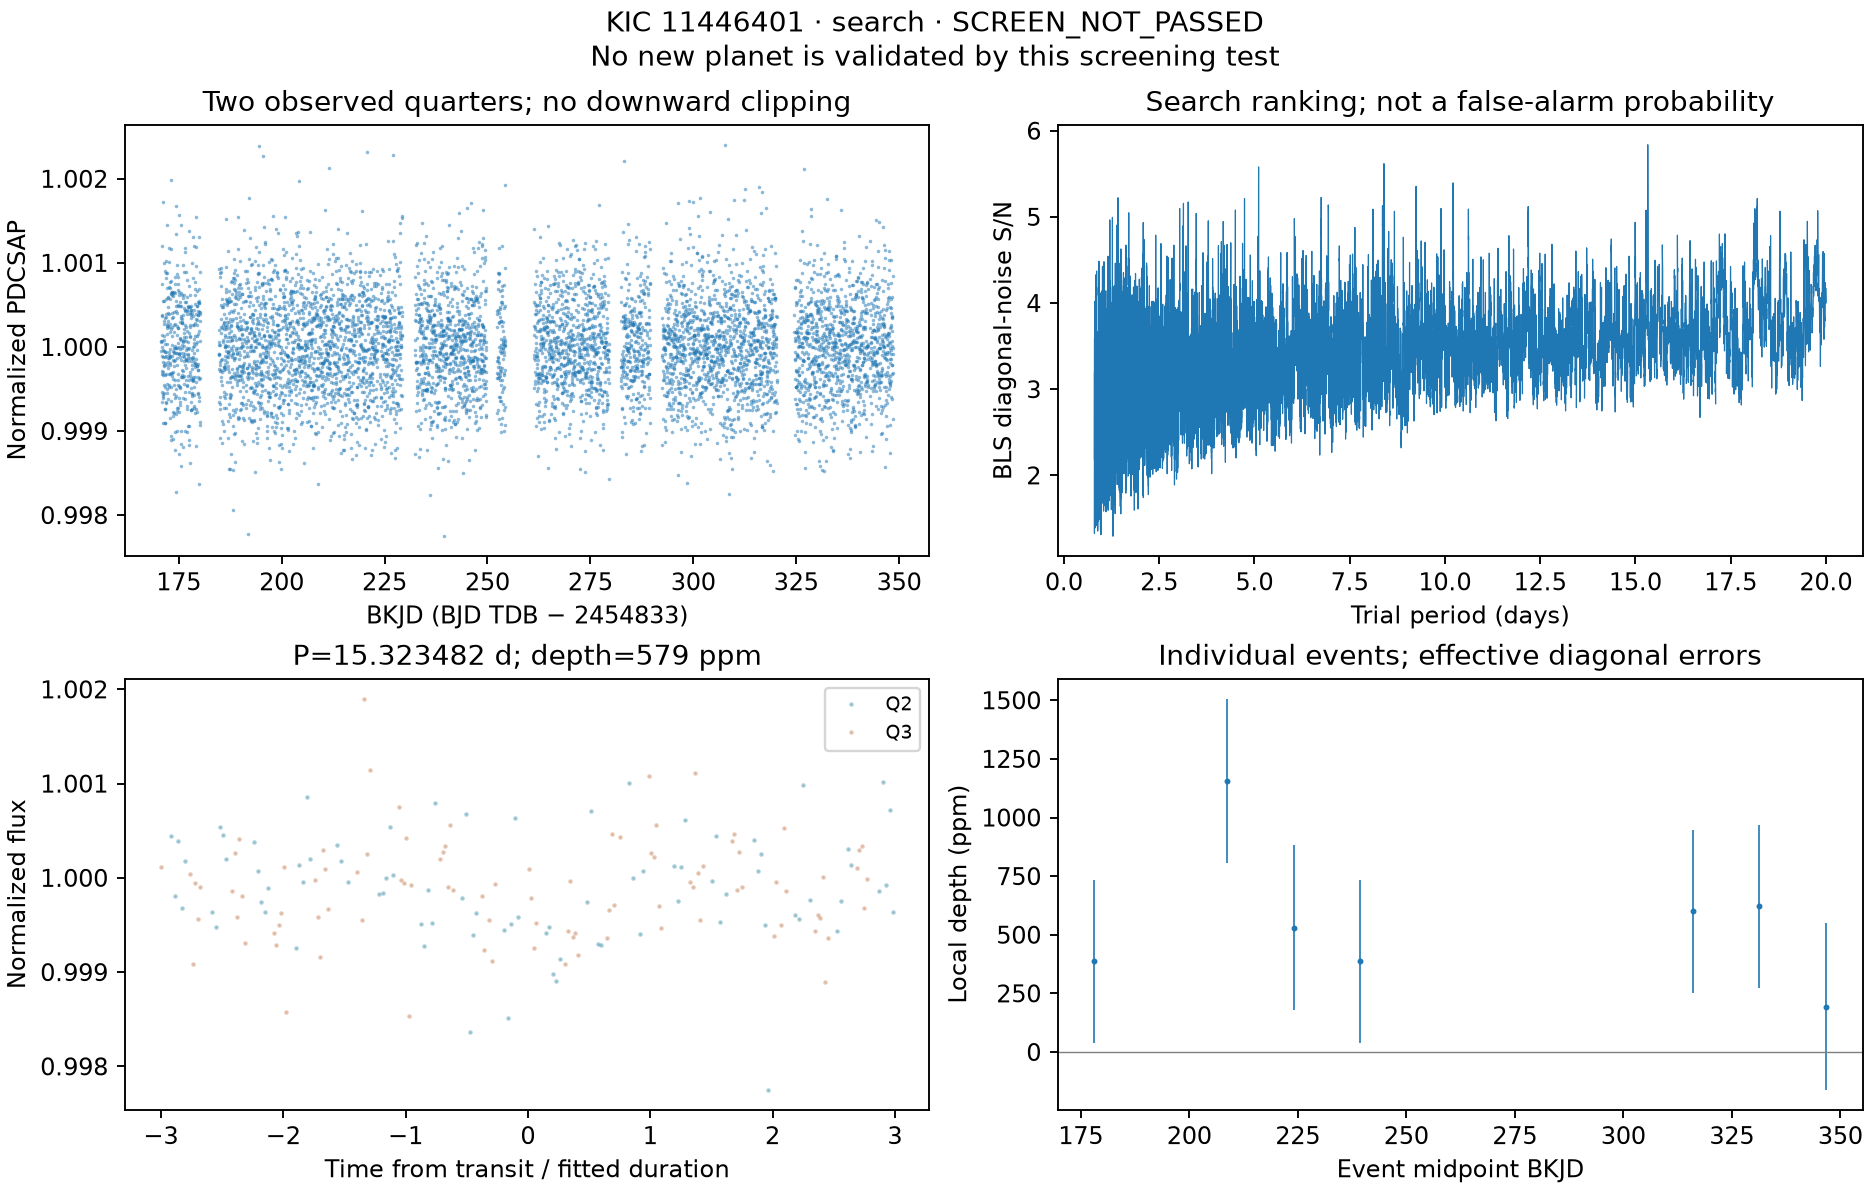 KIC 11446401 · search · SCREEN_NOT_PASSED
No new planet is validated by this screening test
Two observed quarters; no downward clipping
Normalized PDCSAP
1.002
1.001
1.000
0.999
0.998
175 200 225 250 275 300 325 350
BKJD (BJD TDB − 2454833)
Search ranking; not a false-alarm probability
BLS diagonal-noise S/N
6
5
4
3
2
0.0 2.5 5.0 7.5 10.0 12.5 15.0 17.5 20.0
Trial period (days)
P=15.323482 d; depth=579 ppm
Normalized flux
1.002
1.001
1.000
0.999
0.998
Q2
Q3
−3 −2 −1 0 1 2 3
Time from transit / fitted duration
Individual events; effective diagonal errors
Local depth (ppm)
1500
1250
1000
750
500
250
0
175 200 225 250 275 300 325 350
Event midpoint BKJD